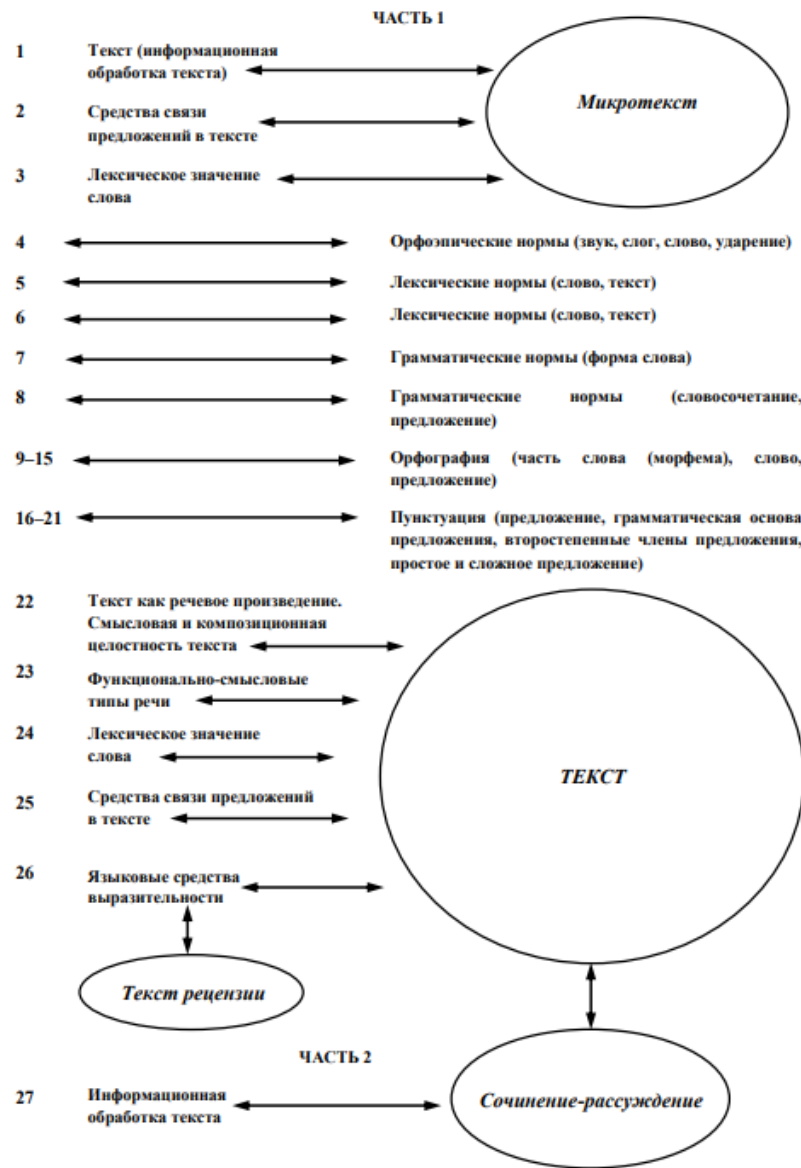 ЧАСТЬ 1
1 Текст (информационная
обработка текста)
Микротекст
2 Средства связи
предложений в тексте
3 Лексическое значение
слова
4 Орфоэпические нормы (звук, слог, слово, ударение)
5 Лексические нормы (слово, текст)
6 Лексические нормы (слово, текст)
7 Грамматические нормы (форма слова)
8 Грамматические нормы (словосочетание,
предложение)
9–15 Орфография (часть слова (морфема), слово,
предложение)
16–21 Пунктуация (предложение, грамматическая основа
предложения, второстепенные члены предложения,
простое и сложное предложение)
22 Текст как речевое произведение.
Смысловая и композиционная
целостность текста
23 Функционально-смысловые
типы речи
24 Лексическое значение
слова
ТЕКСТ
25 Средства связи предложений
в тексте
26 Языковые средства
выразительности
Текст рецензии
ЧАСТЬ 2
27 Информационная
обработка текста
Сочинение-рассуждение